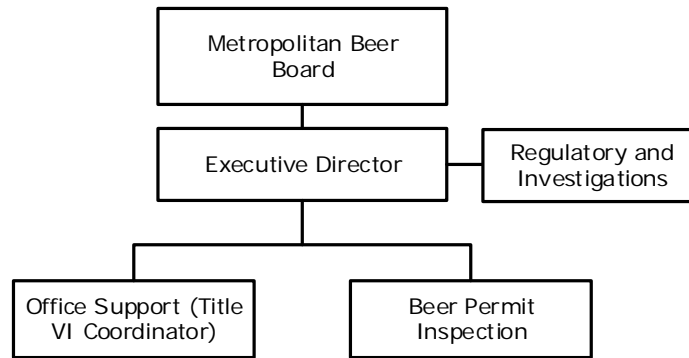 Metropolitan Beer
Board
Executive Director
Regulatory and
Investigations
Office Support (Title
VI Coordinator)
Beer Permit
Inspection